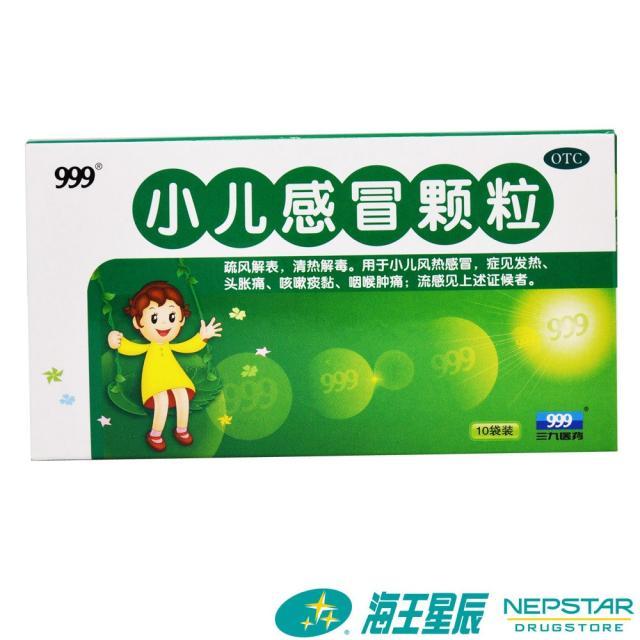 999®
OTC
小儿感冒颗粒
疏风解表，清热解毒。用于小儿风热感冒，症见发热、
头胀痛、咳嗽痰黏、咽喉肿痛；流感见上述证候者。
999
999
999
999
10袋装
999®
三九医药
海王星辰
NEPSTAR
DRUGSTORE